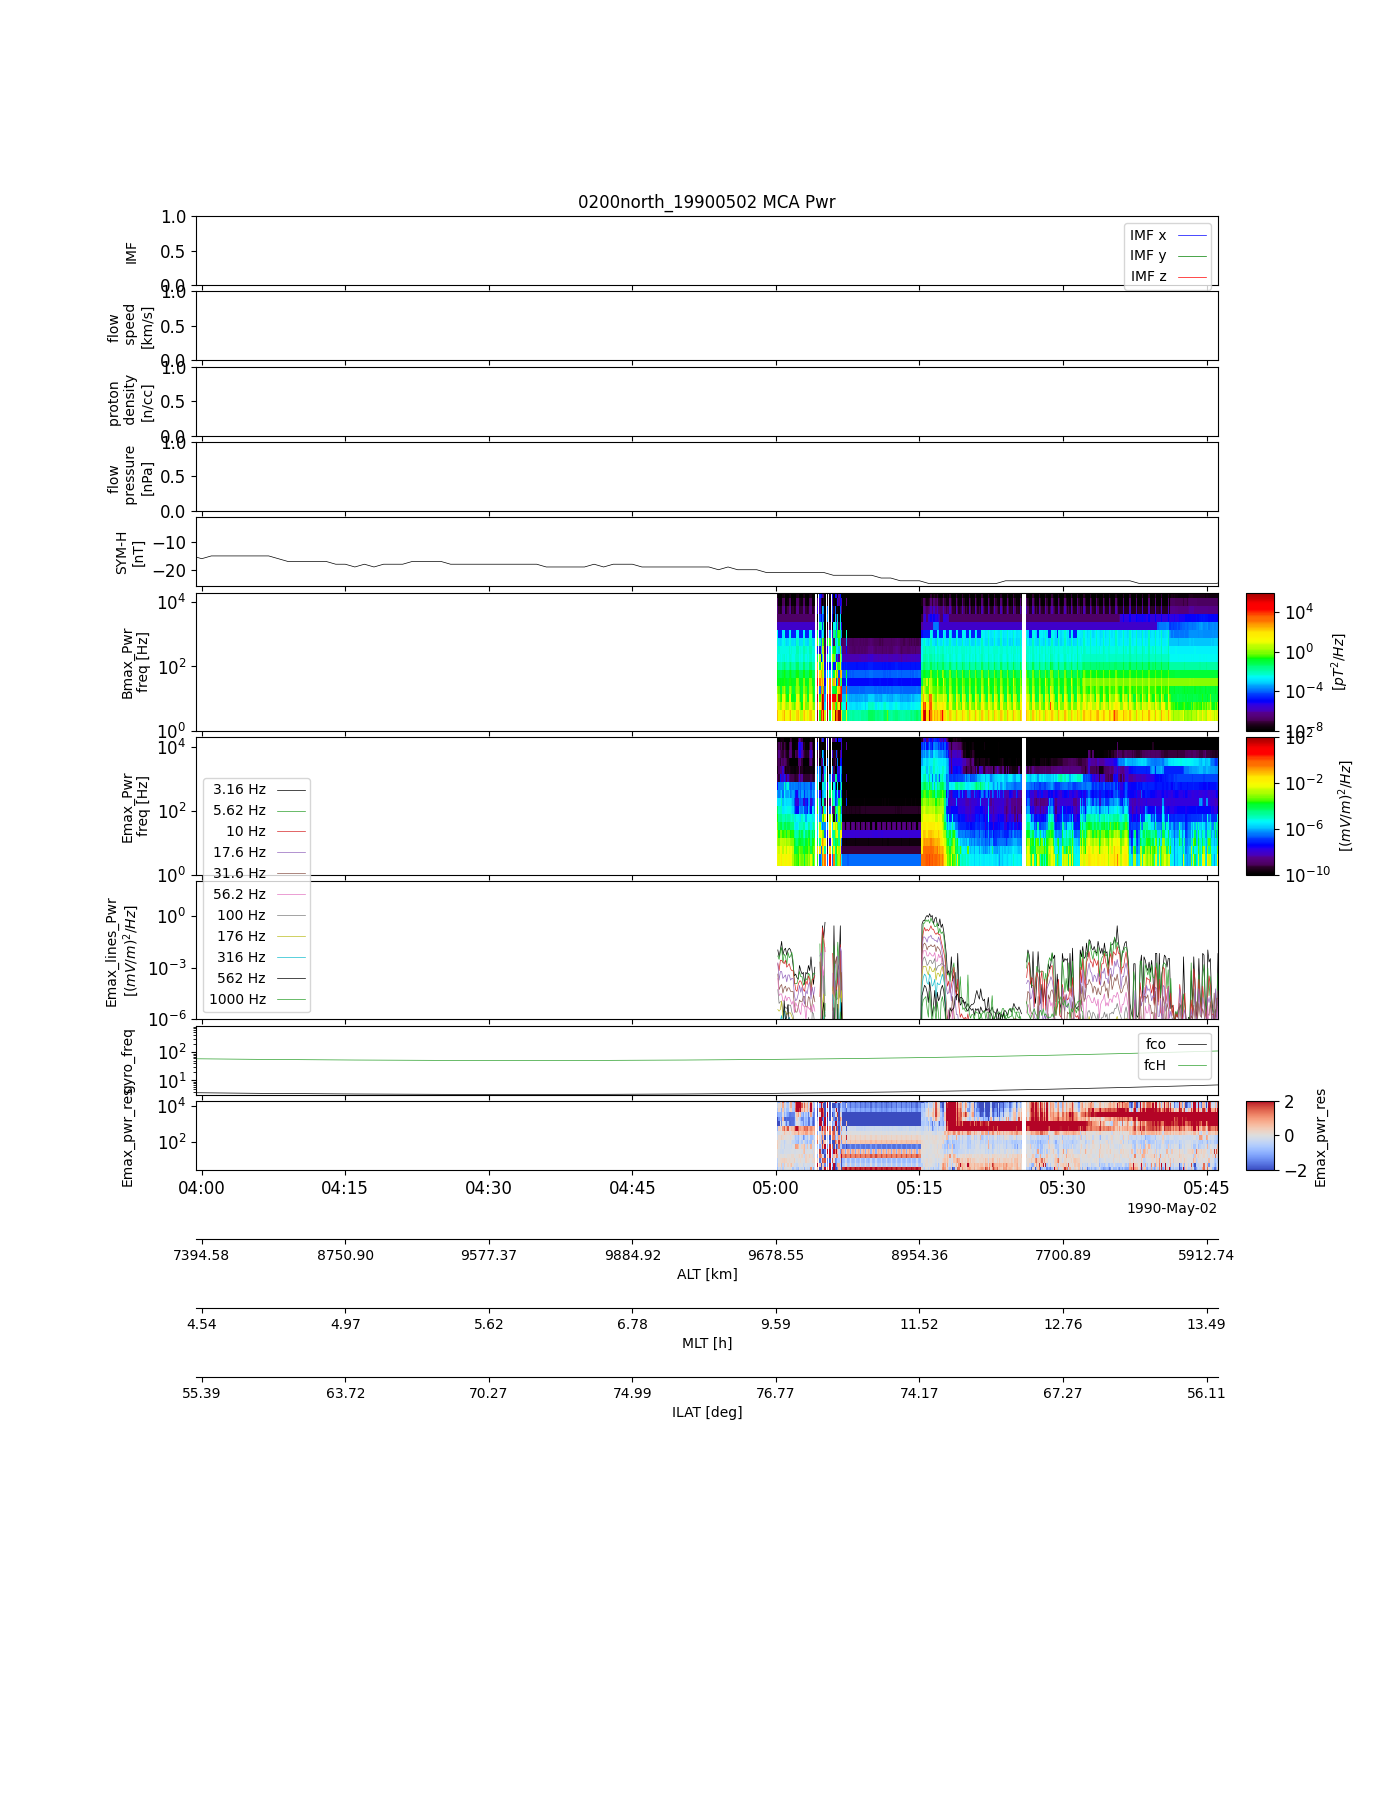 0200north_19900502 MCA Pwr
1.0
0.5
0.0
IMF
IMF x
IMF y
IMF z
1.0
0.5
0.0
flow
speed
[km/s]
1.0
0.5
0.0
proton
density
[n/cc]
1.0
0.5
0.0
flow
pressure
[nPa]
−10
−20
SYM-H
[nT]
10^4
10^2
10^0
Bmax_Pwr
freq [Hz]
10^4
10^0
10^−4
10^−8
[pT^2/Hz]
10^4
10^2
10^0
Emax_Pwr
freq [Hz]
10^2
10^−2
10^−6
10^−10
[(mV/m)^2/Hz]
3.16 Hz
5.62 Hz
10 Hz
17.6 Hz
31.6 Hz
56.2 Hz
100 Hz
176 Hz
316 Hz
562 Hz
1000 Hz
10^0
10^−3
10^−6
Emax_lines_Pwr
[(mV/m)^2/Hz]
10^2
10^1
gyro_freq
fco
fcH
10^4
10^2
Emax_pwr_res
2
0
−2
Emax_pwr_res
04:00 04:15 04:30 04:45 05:00 05:15 05:30 05:45
1990-May-02
7394.58 8750.90 9577.37 9884.92 9678.55 8954.36 7700.89 5912.74
ALT [km]
4.54 4.97 5.62 6.78 9.59 11.52 12.76 13.49
MLT [h]
55.39 63.72 70.27 74.99 76.77 74.17 67.27 56.11
ILAT [deg]